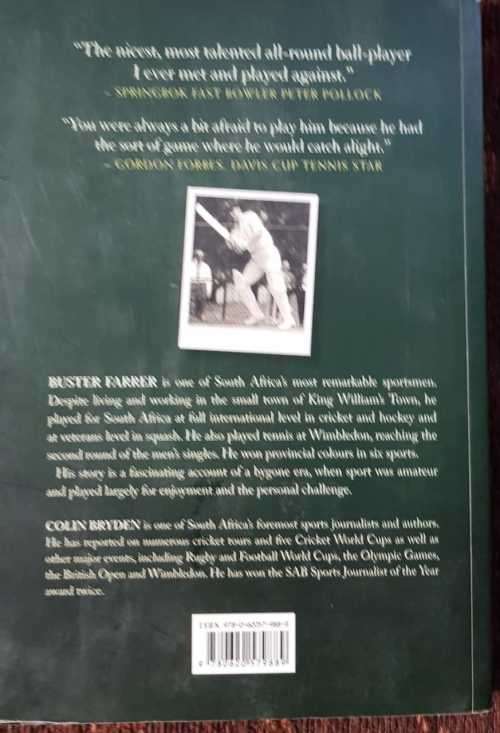 "The nicest, most talented all-round ball-player
I ever met and played against."
- SPRINGBOK FAST BOWLER PETER POLLOCK
"You were always a bit afraid to play him because he had
the sort of game where he would catch alight."
- GORDON FORBES, DAVIS CUP TENNIS STAR
BUSTER FARRER is one of South Africa's most remarkable sportsmen.
Despite living and working in the small town of King William's Town, he
played for South Africa at full international level in cricket and hockey and
at veterans level in squash. He also played tennis at Wimbledon, reaching the
second round of the men's singles. He won provincial colours in six sports.
His story is a fascinating account of a bygone era, when sport was amateur
and played largely for enjoyment and the personal challenge.
COLIN BRYDEN is one of South Africa's foremost sports journalists and authors.
He has reported on numerous cricket tours and five Cricket World Cups as well as
other major events, including Rugby and Football World Cups, the Olympic Games,
the British Open and Wimbledon. He has won the SAB Sports Journalist of the Year
award twice.
ISBN 978-0-62057-988-9
9 780620 579889